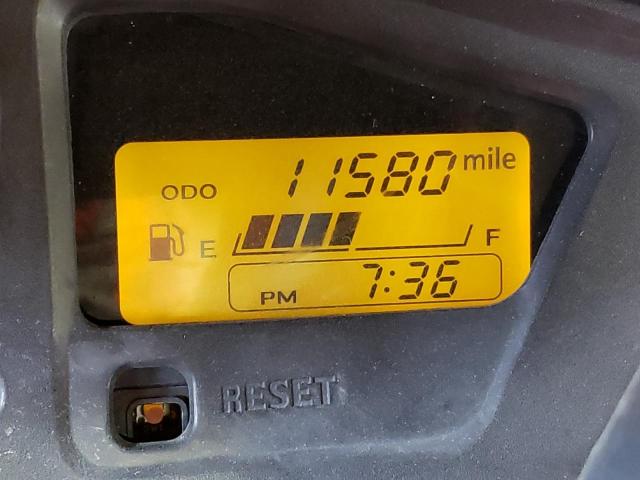 ODO 11580 mile
E F
PM 7:36
RESET